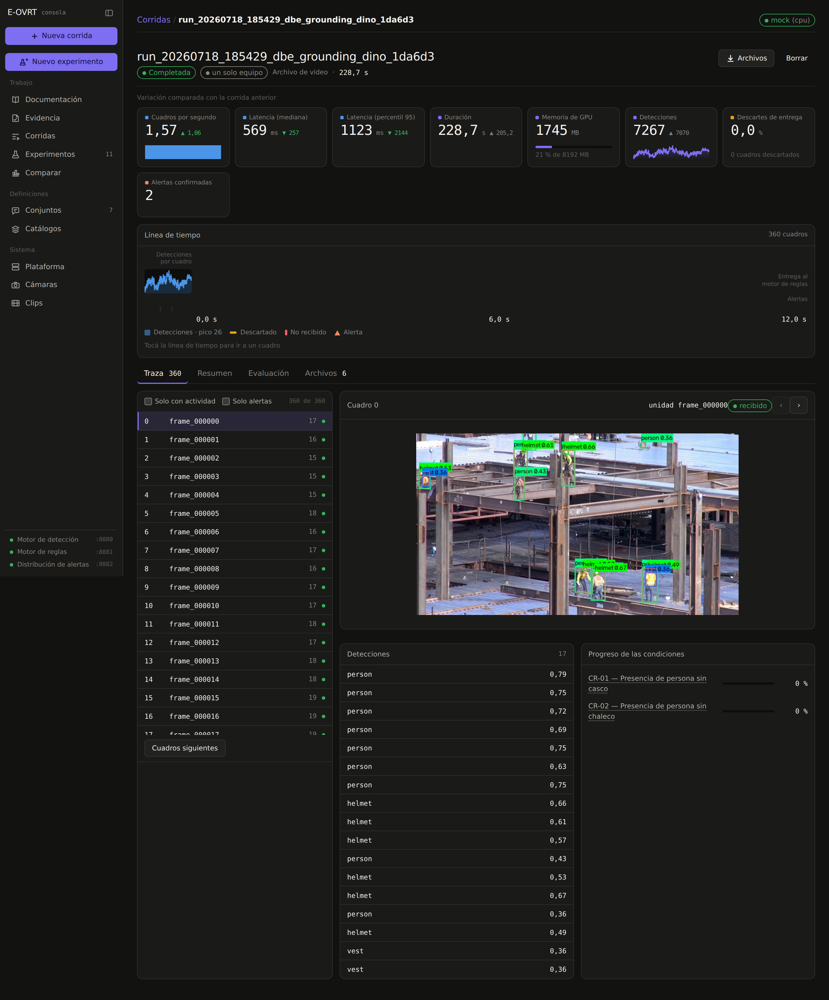 E-OVRT consola
+ Nueva corrida
Nuevo experimento
Trabajo
Documentación
Evidencia
Corridas
Experimentos 11
Comparar
Definiciones
Conjuntos 7
Catálogos
Sistema
Plataforma
Cámaras
Clips
Motor de detección :8080
Motor de reglas :8081
Distribución de alertas :8082
Corridas / run_20260718_185429_dbe_grounding_dino_1da6d3
mock (cpu)
run_20260718_185429_dbe_grounding_dino_1da6d3
Archivos
Borrar
Completada
un solo equipo
Archivo de video · 228,7 s
Variación comparada con la corrida anterior
Cuadros por segundo
1,57 ▲ 1,06
Latencia (mediana)
569 ms ▼ 257
Latencia (percentil 95)
1123 ms ▼ 2144
Duración
228,7 s ▲ 205,2
Memoria de GPU
1745 MB
21 % de 8192 MB
Detecciones
7267 ▲ 7070
Descartes de entrega
0,0 %
0 cuadros descartados
Alertas confirmadas
2
Línea de tiempo
360 cuadros
Detecciones
por cuadro
Entrega al
motor de reglas
Alertas
0,0 s 6,0 s 12,0 s
Detecciones · pico 26
Descartado
No recibido
Alerta
Tocá la línea de tiempo para ir a un cuadro
Traza 360
Resumen
Evaluación
Archivos 6
Solo con actividad
Solo alertas
360 de 360
0 frame_000000 17
1 frame_000001 16
2 frame_000002 15
3 frame_000003 15
4 frame_000004 15
5 frame_000005 18
6 frame_000006 16
7 frame_000007 17
8 frame_000008 16
9 frame_000009 17
10 frame_000010 17
11 frame_000011 18
12 frame_000012 17
13 frame_000013 18
14 frame_000014 18
15 frame_000015 19
16 frame_000016 19
17 frame_000017 19
Cuadros siguientes
Cuadro 0
unidad frame_000000
recibido
‹ ›
person 0.36
helmet 0.61
helmet 0.66
0.36
person 0.43
helmet 0.67
0.49
0.36
Detecciones 17
person 0,79
person 0,75
person 0,72
person 0,69
person 0,75
person 0,63
person 0,75
helmet 0,66
helmet 0,61
helmet 0,57
person 0,43
helmet 0,53
helmet 0,67
person 0,36
helmet 0,49
vest 0,36
vest 0,36
Progreso de las condiciones
CR-01 — Presencia de persona sin
casco
0 %
CR-02 — Presencia de persona sin
chaleco
0 %